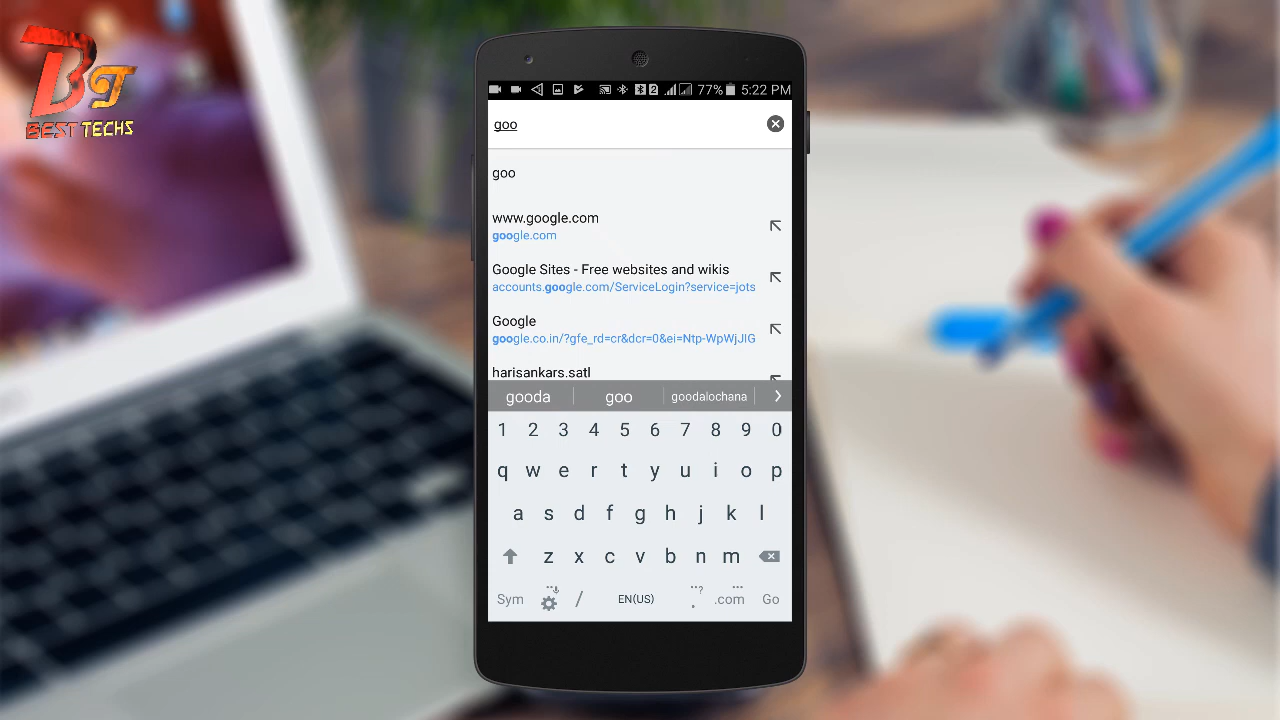 BT
BEST TECHS
2 77% 5:22 PM
goo
goo
www.google.com
google.com
Google Sites - Free websites and wikis
accounts.google.com/ServiceLogin?service=jots
Google
google.co.in/?gfe_rd=cr&dcr=0&ei=Ntp-WpWjJIG
harisankars.satl
gooda goo goodalochana
1 2 3 4 5 6 7 8 9 0
q w e r t y u i o p
a s d f g h j k l
z x c v b n m
Sym / EN(US) . .com Go